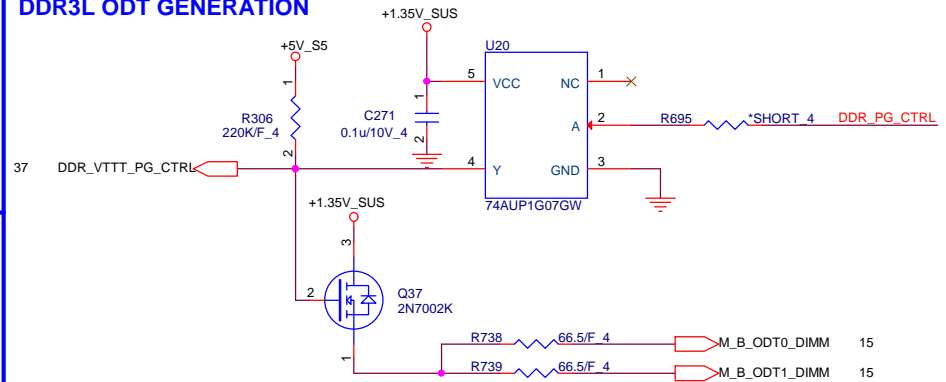 DDR3L ODT GENERATION
+1.35V_SUS
+5V_S5
U20
1
5 VCC NC 1
R306
220K/F_4
1
C271
0.1u/10V_4
2
A 2 R695 *SHORT_4 DDR_PG_CTRL
2
37 DDR_VTTT_PG_CTRL 4 Y GND 3
74AUP1G07GW
+1.35V_SUS
3
2 Q37
2N7002K
1
R738 66.5/F_4 M_B_ODT0_DIMM 15
R739 66.5/F_4 M_B_ODT1_DIMM 15